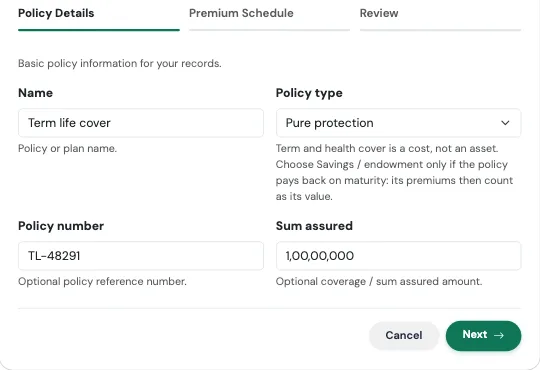 Policy Details
Premium Schedule
Review
Basic policy information for your records.
Name
Term life cover
Policy or plan name.
Policy type
Pure protection
Term and health cover is a cost, not an asset.
Choose Savings / endowment only if the policy
pays back on maturity: its premiums then count
as its value.
Policy number
TL-48291
Optional policy reference number.
Sum assured
1,00,00,000
Optional coverage / sum assured amount.
Cancel
Next →